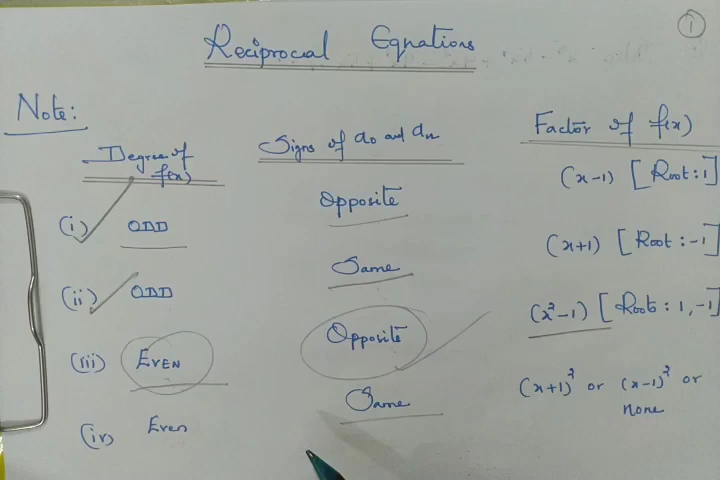 1
Reciprocal Equations
Note:
Degree of f(x) Signs of a0 and an Factor of f(x)
(i) ODD Opposite (x-1) [Root:1]
(ii) ODD Same (x+1) [Root:-1]
(iii) EVEN Opposite (x²-1) [Roots: 1,-1]
(iv) Even Same (x+1)² or (x-1)² or
none